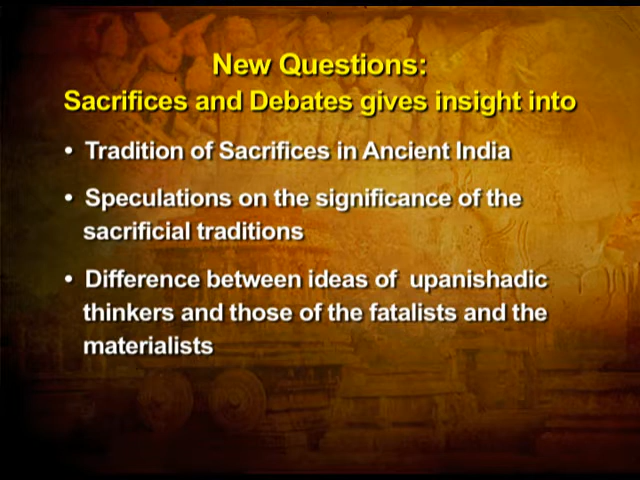 New Questions:
Sacrifices and Debates gives insight into
• Tradition of Sacrifices in Ancient India
• Speculations on the significance of the
sacrificial traditions
• Difference between ideas of upanishadic
thinkers and those of the fatalists and the
materialists